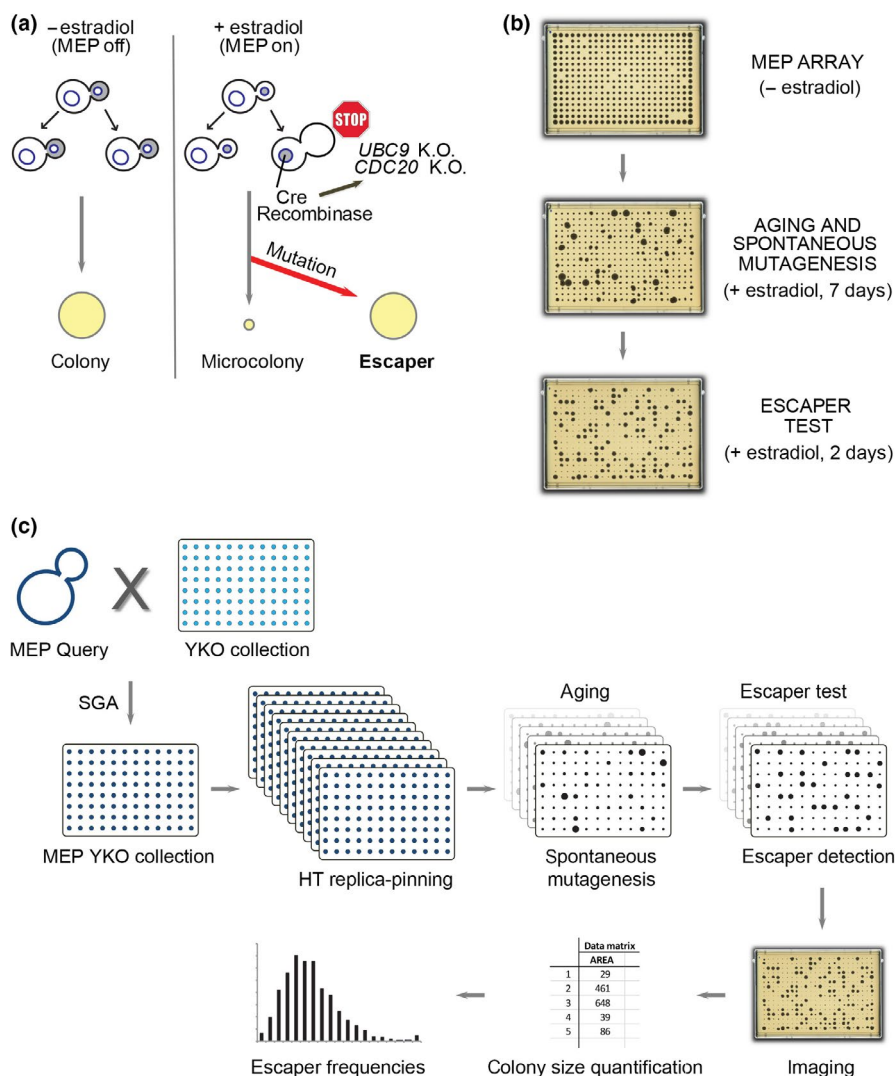 (a)
– estradiol
(MEP off)
+ estradiol
(MEP on)
STOP
UBC9 K.O.
CDC20 K.O.
Cre
Recombinase
Mutation
Colony
Microcolony
Escaper
(b)
MEP ARRAY
(– estradiol)
AGING AND
SPONTANEOUS
MUTAGENESIS
(+ estradiol, 7 days)
ESCAPER
TEST
(+ estradiol, 2 days)
(c)
X
MEP Query
YKO collection
SGA
MEP YKO collection
HT replica-pinning
Aging
Spontaneous
mutagenesis
Escaper test
Escaper detection
Escaper frequencies
Data matrix
AREA
1 29
2 461
3 648
4 39
5 86
Colony size quantification
Imaging